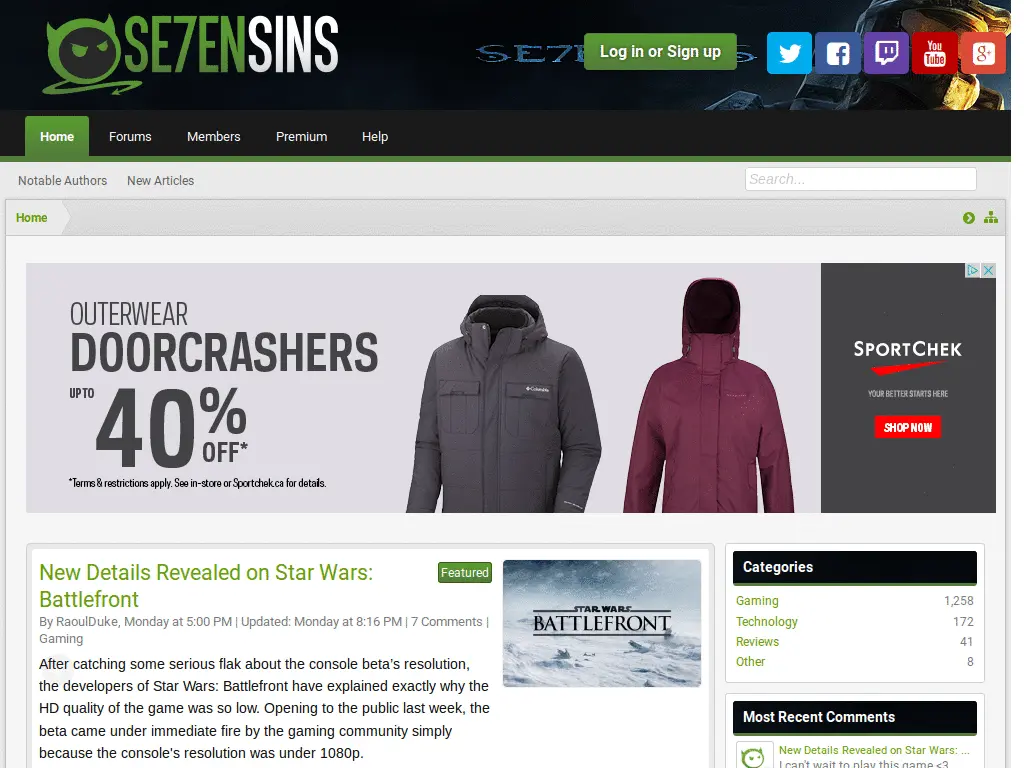 SE7ENSINS
Log in or Sign up
You
Tube
g+
Home Forums Members Premium Help
Notable Authors New Articles
Search...
Home
OUTERWEAR
DOORCRASHERS
UP TO
40%
OFF*
*Terms & restrictions apply. See in-store or Sportchek.ca for details.
Columbia
SPORTCHEK
YOUR BETTER STARTS HERE
SHOP NOW
New Details Revealed on Star Wars:
Battlefront
Featured
By RaoulDuke, Monday at 5:00 PM | Updated: Monday at 8:16 PM | 7 Comments |
Gaming
After catching some serious flak about the console beta's resolution,
the developers of Star Wars: Battlefront have explained exactly why the
HD quality of the game was so low. Opening to the public last week, the
beta came under immediate fire by the gaming community simply
because the console's resolution was under 1080p.
STAR WARS
BATTLEFRONT
Categories
Gaming 1,258
Technology 172
Reviews 41
Other 8
Most Recent Comments
New Details Revealed on Star Wars: ...
I can't wait to play this game <3